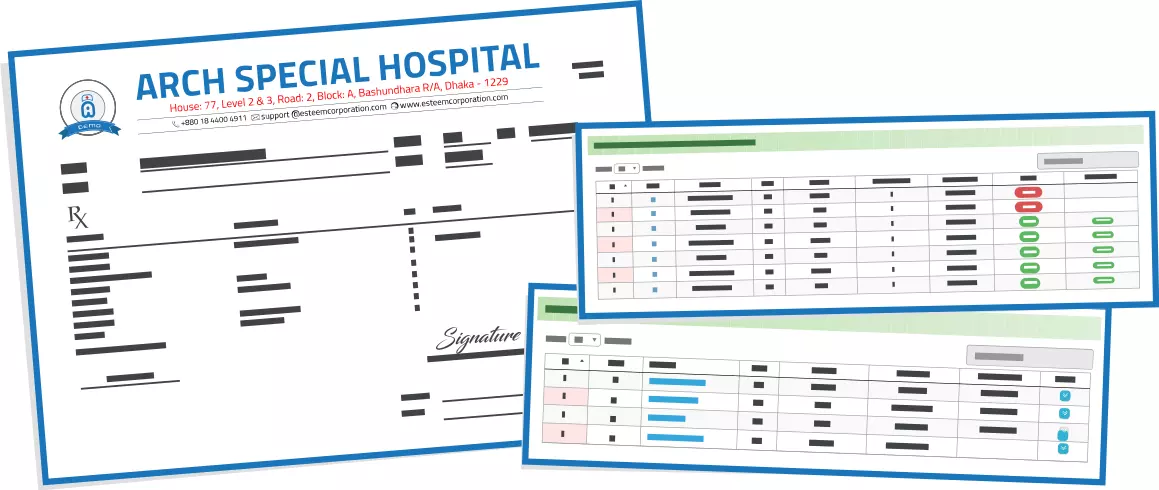 ARCH SPECIAL HOSPITAL
House: 77, Level 2 & 3, Road: 2, Block: A, Bashundhara R/A, Dhaka - 1229
+880 18 4400 4911 support @esteemcorporation.com www.esteemcorporation.com
A
DEMO
RX
Signature